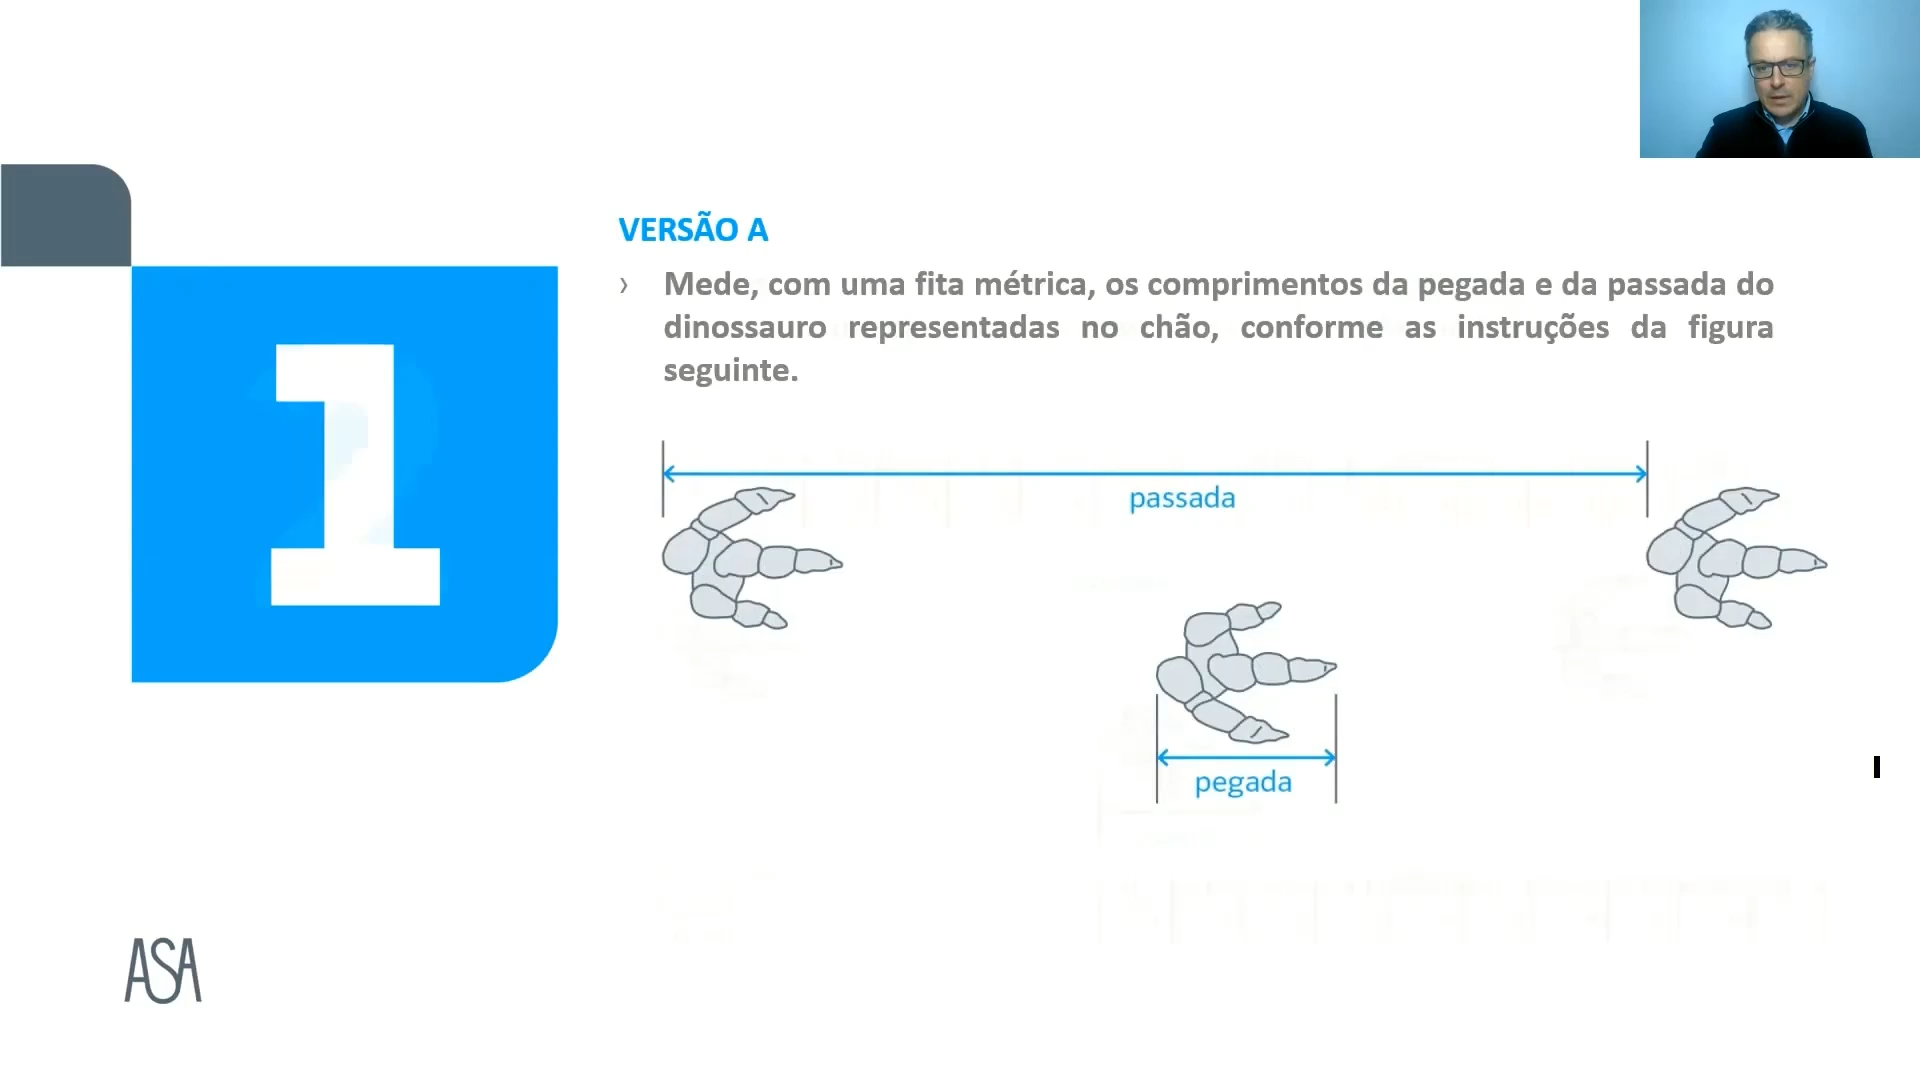 VERSÃO A
› Mede, com uma fita métrica, os comprimentos da pegada e da passada do
dinossauro representadas no chão, conforme as instruções da figura
seguinte.
1
passada
pegada
ASA